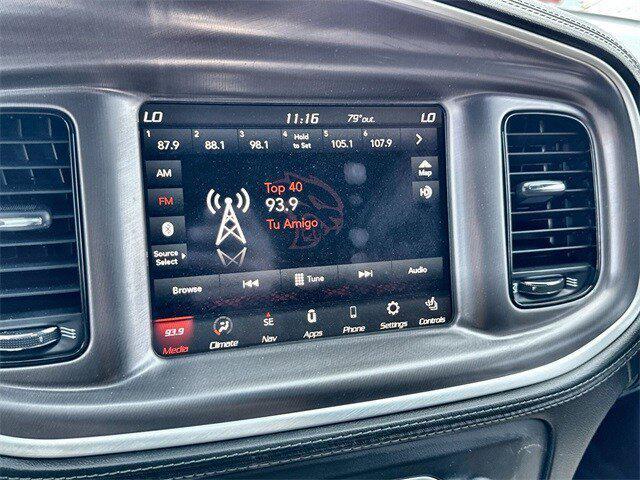 LO 11:16 79°out. LO
1 87.9 2 88.1 3 98.1 4 Hold to Set 5 105.1 6 107.9
AM
FM
Source
Select
Top 40
93.9
Tu Amigo
Map
Browse Tune Audio
93.9
SE
Media Climate Nav Apps Phone Settings Controls